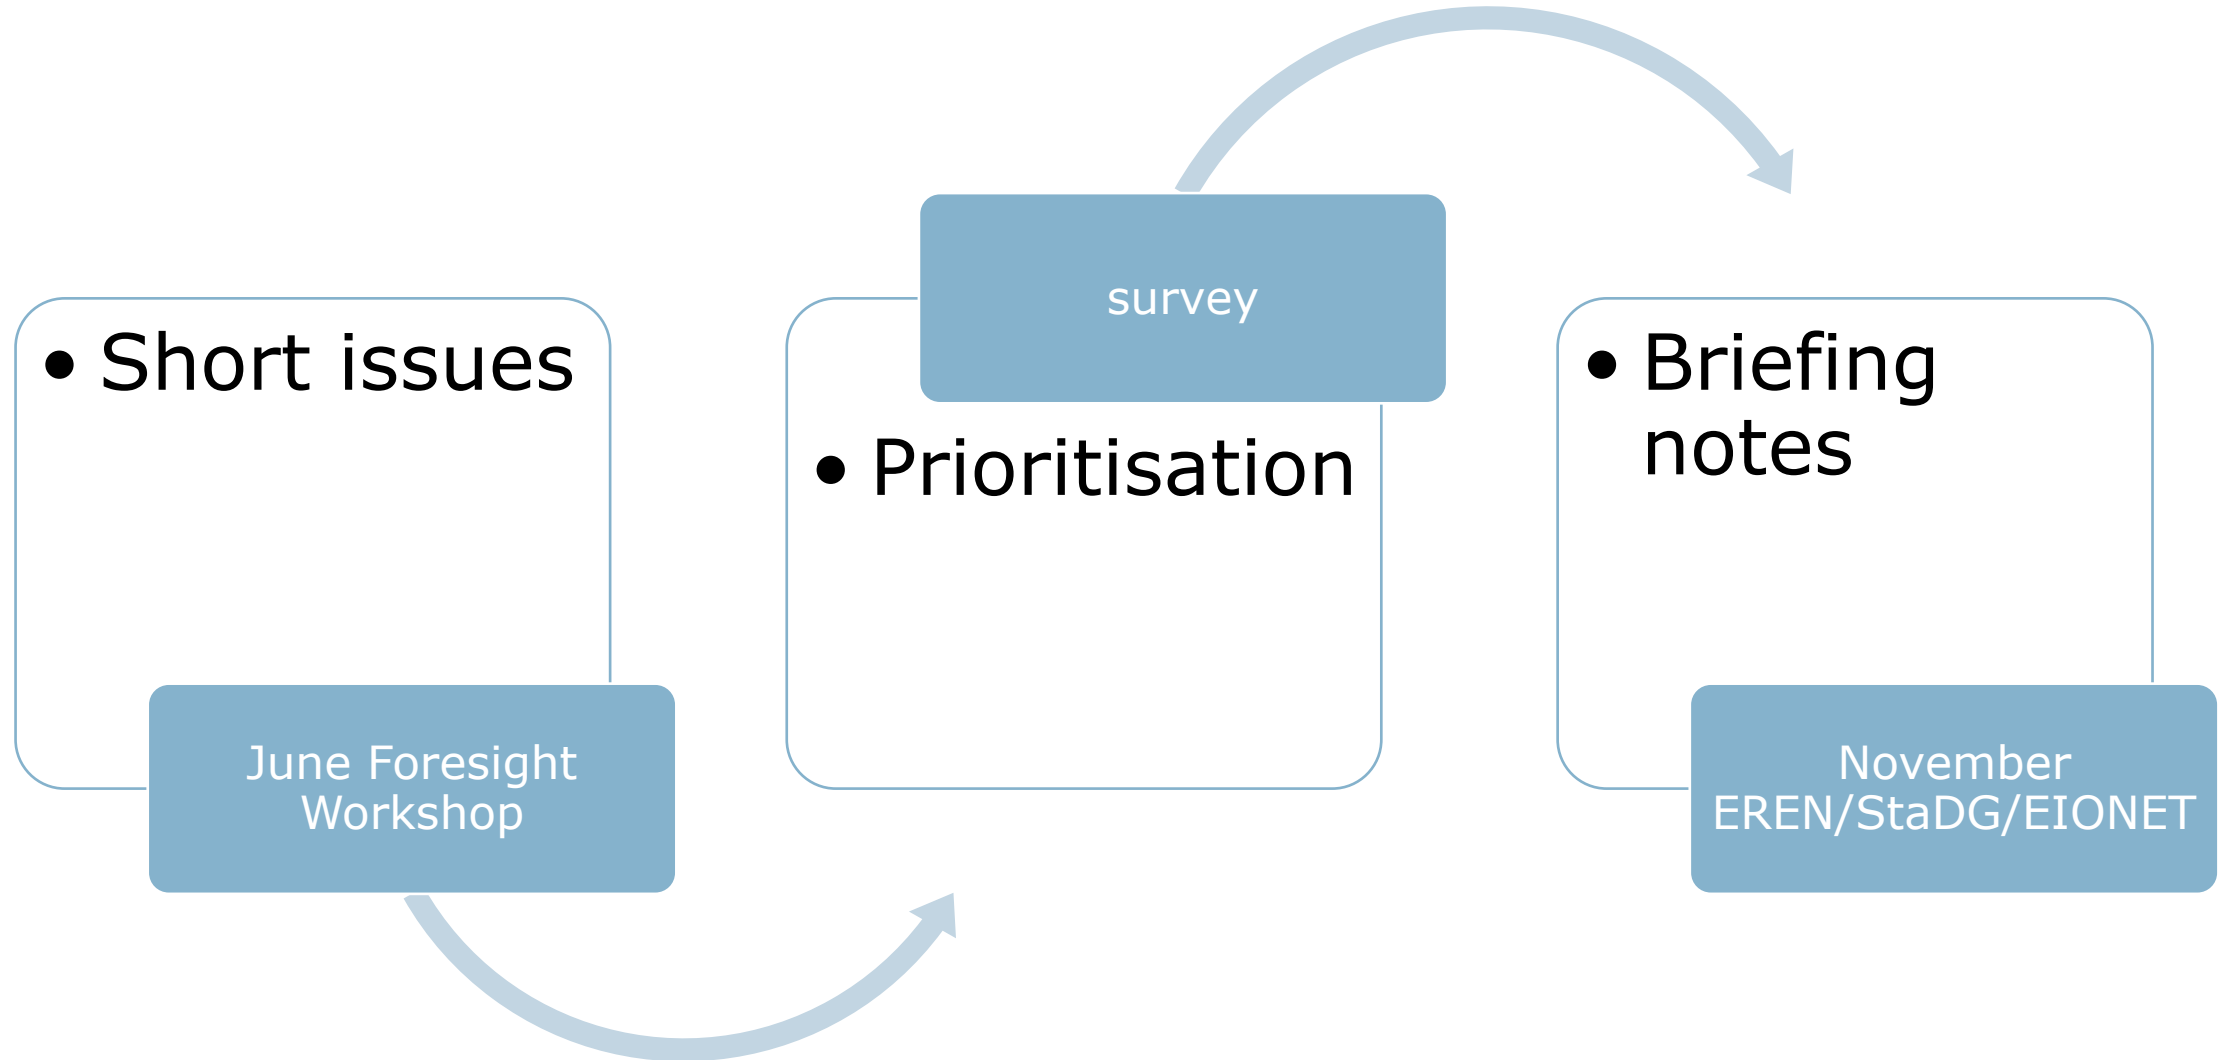 • Short issues
June Foresight
Workshop
survey
• Prioritisation
• Briefing
notes
November
EREN/StaDG/EIONET